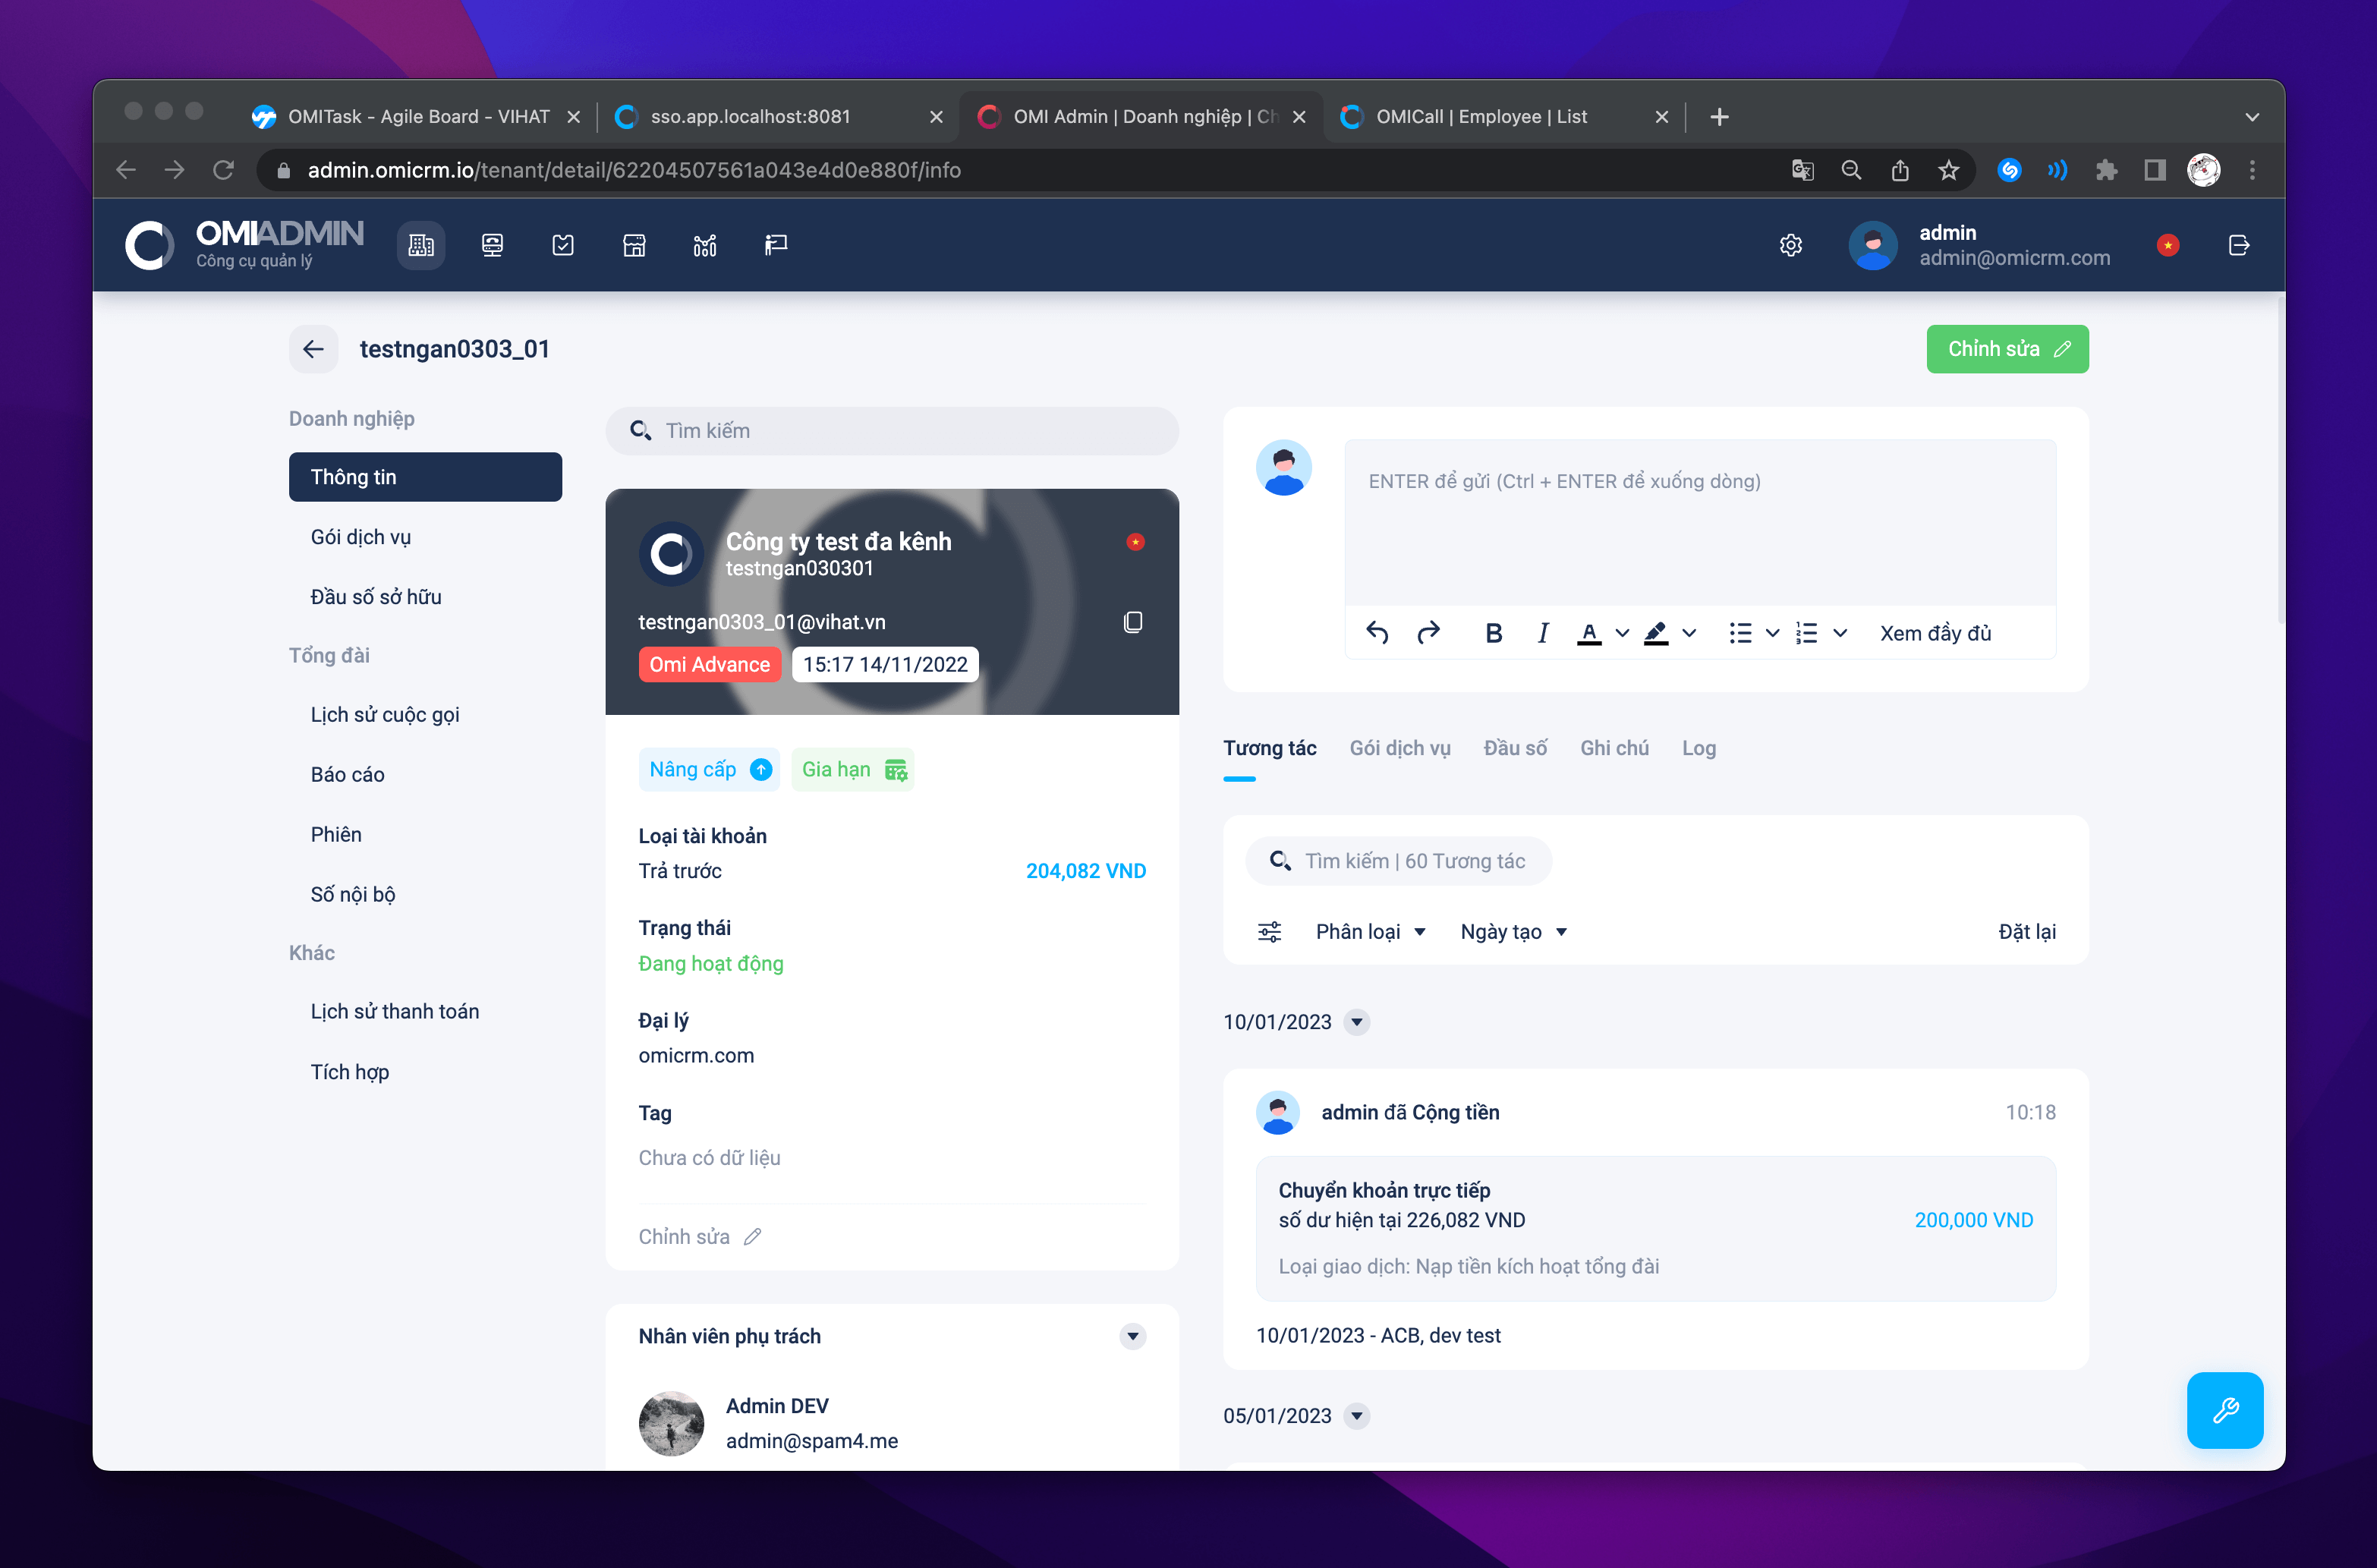 OMITask - Agile Board - VIHAT
sso.app.localhost:8081
OMI Admin | Doanh nghiệp | Ch
OMICall | Employee | List
admin.omicrm.io/tenant/detail/62204507561a043e4d0e880f/info
OMIADMIN
Công cụ quản lý
admin
admin@omicrm.com
testngan0303_01
Chỉnh sửa
Doanh nghiệp
Thông tin
Gói dịch vụ
Đầu số sở hữu
Tổng đài
Lịch sử cuộc gọi
Báo cáo
Phiên
Số nội bộ
Khác
Lịch sử thanh toán
Tích hợp
Tìm kiếm
Công ty test đa kênh
testngan030301
testngan0303_01@vihat.vn
Omi Advance
15:17 14/11/2022
Nâng cấp
Gia hạn
Loại tài khoản
Trả trước
204,082 VND
Trạng thái
Đang hoạt động
Đại lý
omicrm.com
Tag
Chưa có dữ liệu
Chỉnh sửa
Nhân viên phụ trách
Admin DEV
admin@spam4.me
ENTER để gửi (Ctrl + ENTER để xuống dòng)
B I A
Xem đầy đủ
Tương tác
Gói dịch vụ
Đầu số
Ghi chú
Log
Tìm kiếm | 60 Tương tác
Phân loại
Ngày tạo
Đặt lại
10/01/2023
admin đã Cộng tiền
10:18
Chuyển khoản trực tiếp
số dư hiện tại 226,082 VND
200,000 VND
Loại giao dịch: Nạp tiền kích hoạt tổng đài
10/01/2023 - ACB, dev test
05/01/2023